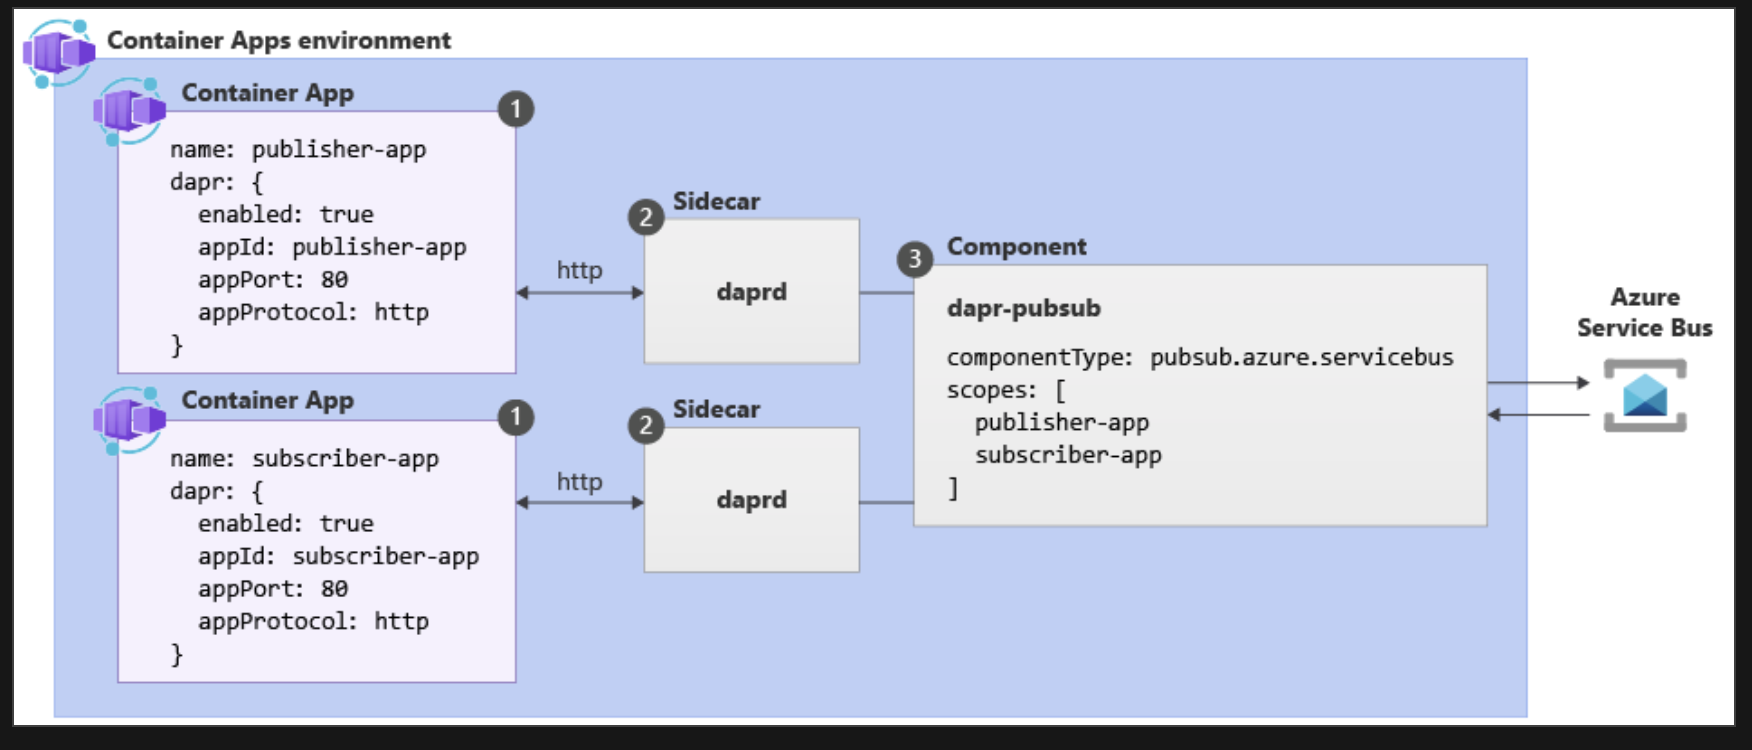 Container Apps environment
Container App
1
name: publisher-app
dapr: {
enabled: true
appId: publisher-app
appPort: 80
appProtocol: http
}
http
2
Sidecar
daprd
Container App
1
name: subscriber-app
dapr: {
enabled: true
appId: subscriber-app
appPort: 80
appProtocol: http
}
http
2
Sidecar
daprd
3
Component
dapr-pubsub
componentType: pubsub.azure.servicebus
scopes: [
publisher-app
subscriber-app
]
Azure
Service Bus